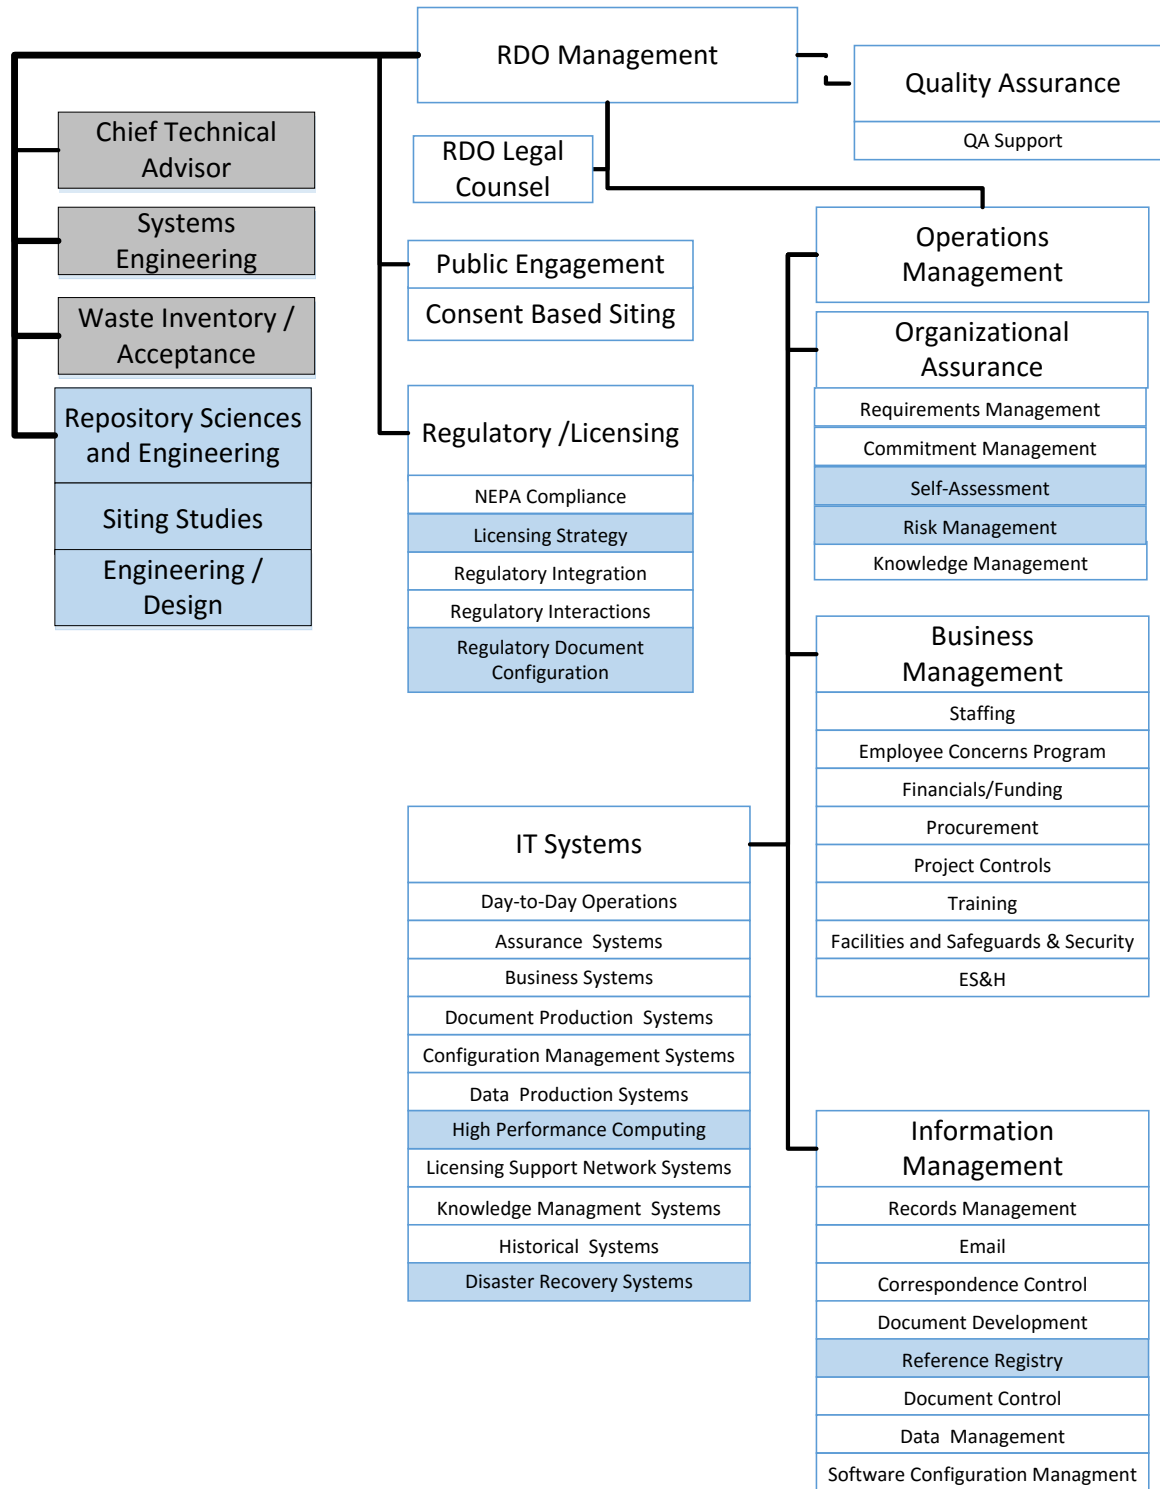 RDO Management
Quality Assurance
QA Support
Chief Technical
Advisor
RDO Legal
Counsel
Systems
Engineering
Operations
Management
Public Engagement
Consent Based Siting
Waste Inventory /
Acceptance
Organizational
Assurance
Requirements Management
Commitment Management
Self-Assessment
Risk Management
Knowledge Management
Repository Sciences
and Engineering
Siting Studies
Engineering /
Design
Regulatory /Licensing
NEPA Compliance
Licensing Strategy
Regulatory Integration
Regulatory Interactions
Regulatory Document
Configuration
Business
Management
Staffing
Employee Concerns Program
Financials/Funding
Procurement
Project Controls
Training
Facilities and Safeguards & Security
ES&H
IT Systems
Day-to-Day Operations
Assurance  Systems
Business Systems
Document Production  Systems
Configuration Management Systems
Data  Production Systems
High Performance Computing
Licensing Support Network Systems
Knowledge Managment  Systems
Historical  Systems
Disaster Recovery Systems
Information
Management
Records Management
Email
Correspondence Control
Document Development
Reference Registry
Document Control
Data  Management
Software Configuration Managment